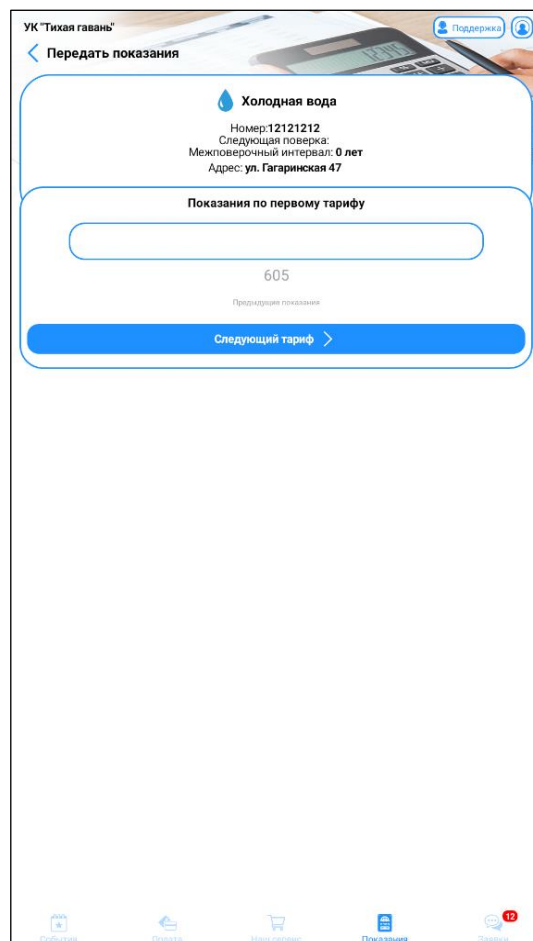 УК "Тихая гавань"
Поддержка
Передать показания
Холодная вода
Номер:12121212
Следующая поверка:
Межповерочный интервал: 0 лет
Адрес: ул. Гагаринская 47
Показания по первому тарифу
605
Предыдущие показания
Следующий тариф
12
События
Оплата
Наш сервис
Показания
Заявки